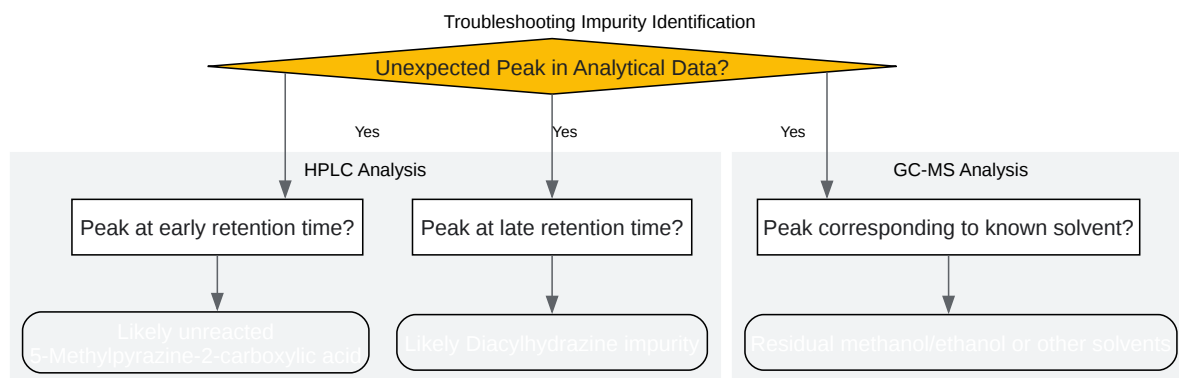 Troubleshooting Impurity Identification
Unexpected Peak in Analytical Data?
Yes
Yes
Yes
HPLC Analysis
GC-MS Analysis
Peak at early retention time?
Peak at late retention time?
Peak corresponding to known solvent?
Likely unreacted
5-Methylpyrazine-2-carboxylic acid
Likely Diacylhydrazine impurity
Residual methanol/ethanol or other solvents